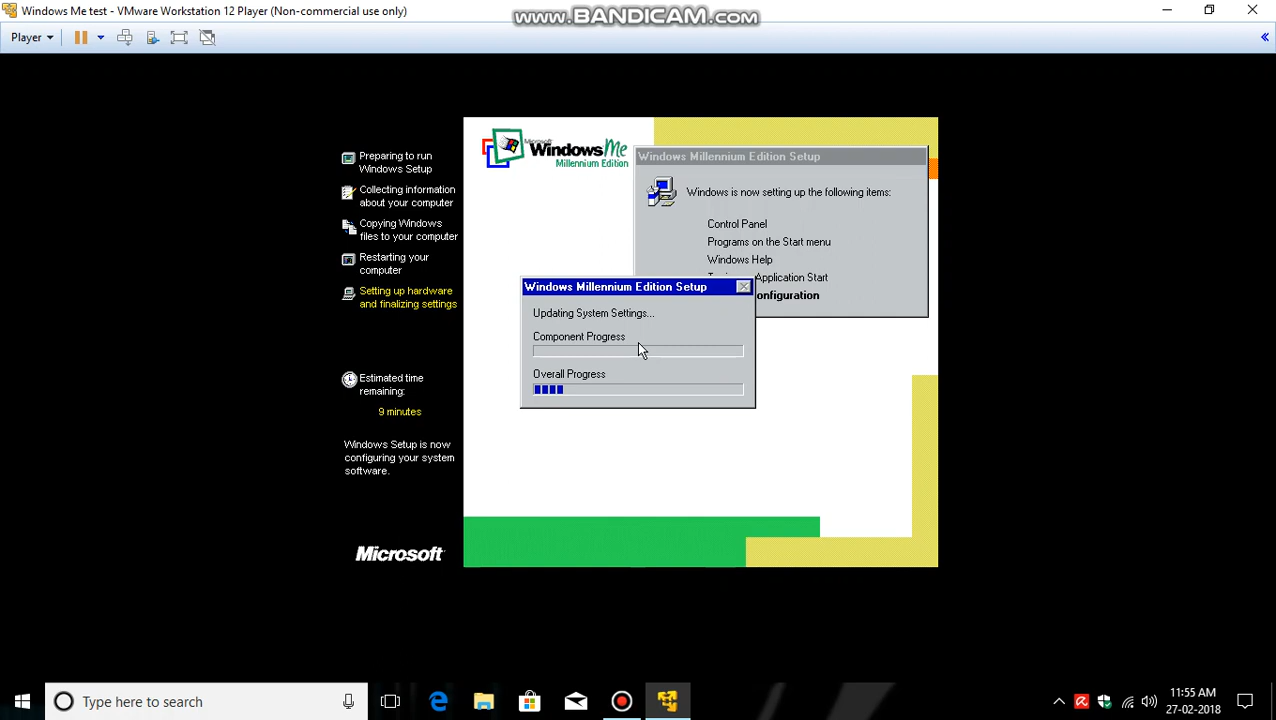 Windows Me test - VMware Workstation 12 Player (Non-commercial use only)
www.BANDICAM.com
Player
Preparing to run
Windows Setup
Collecting information
about your computer
Copying Windows
files to your computer
Restarting your
computer
Setting up hardware
and finalizing settings
Estimated time
remaining:
9 minutes
Windows Setup is now
configuring your system
software.
Microsoft
Microsoft
Windows Me
Millennium Edition
Windows Millennium Edition Setup
Windows is now setting up the following items:
Control Panel
Programs on the Start menu
Windows Help
Application Start
onfiguration
Windows Millennium Edition Setup
Updating System Settings...
Component Progress
Overall Progress
Type here to search
11:55 AM
27-02-2018